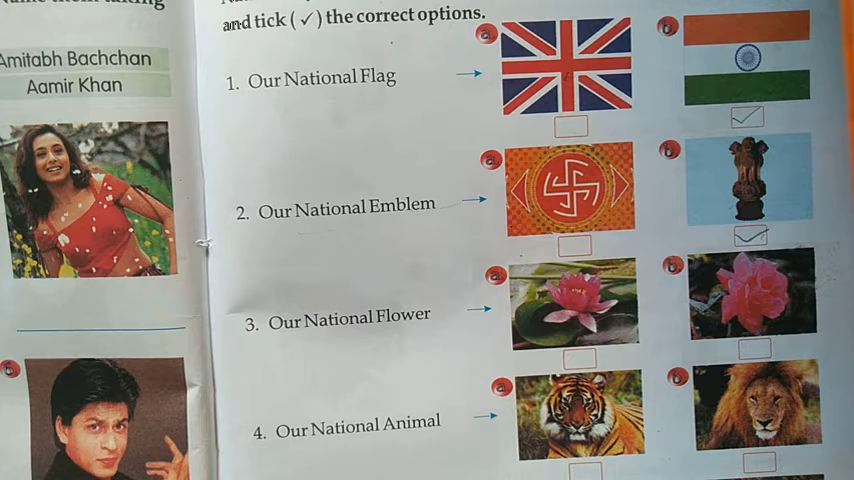 Amitabh Bachchan
Aamir Khan
and tick (✓) the correct options.
a
b
1. Our National Flag
a
b
2. Our National Emblem
a
b
3. Our National Flower
a
b
4. Our National Animal